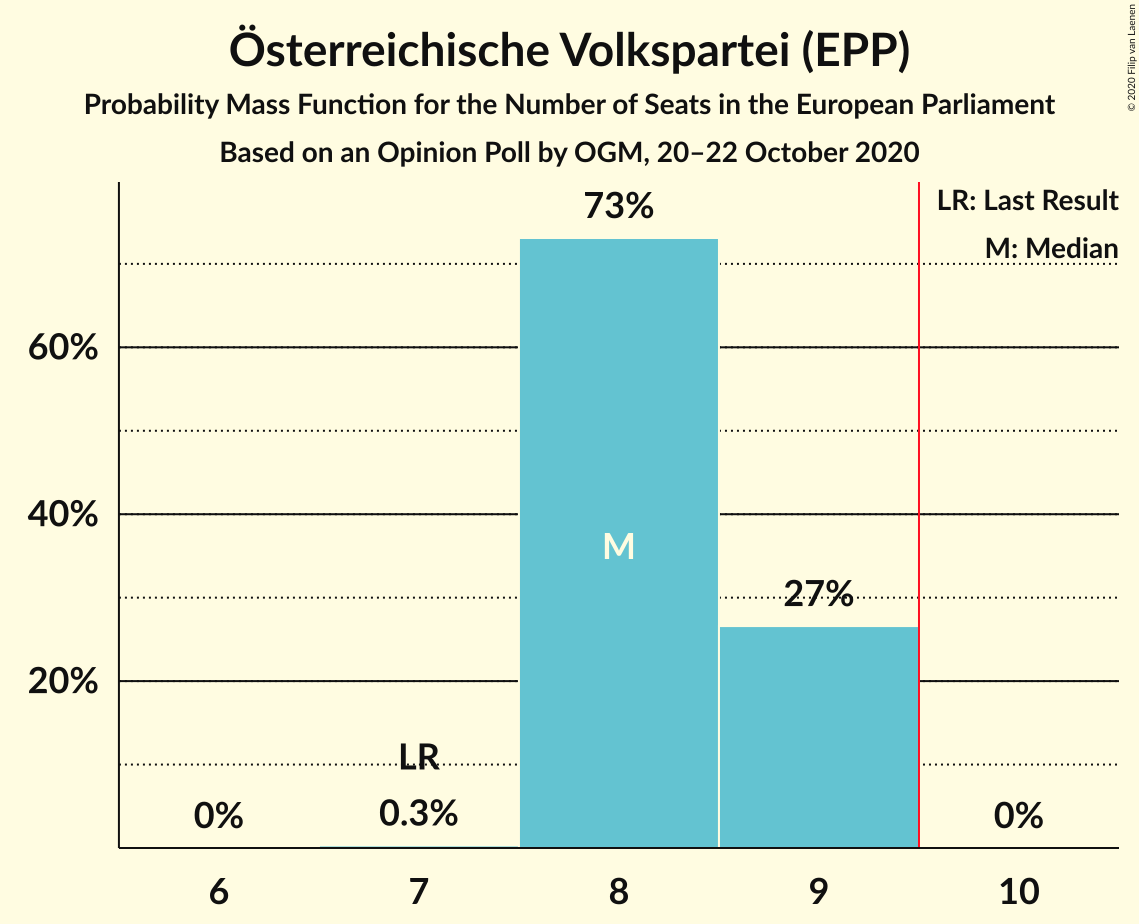 Österreichische Volkspartei (EPP)
Probability Mass Function for the Number of Seats in the European Parliament
Based on an Opinion Poll by OGM, 20–22 October 2020
© 2020 Filip van Laenen
LR: Last Result
M: Median
73%
60%
40%
M
27%
20%
LR
0%
0.3%
0%
6
7
8
9
10